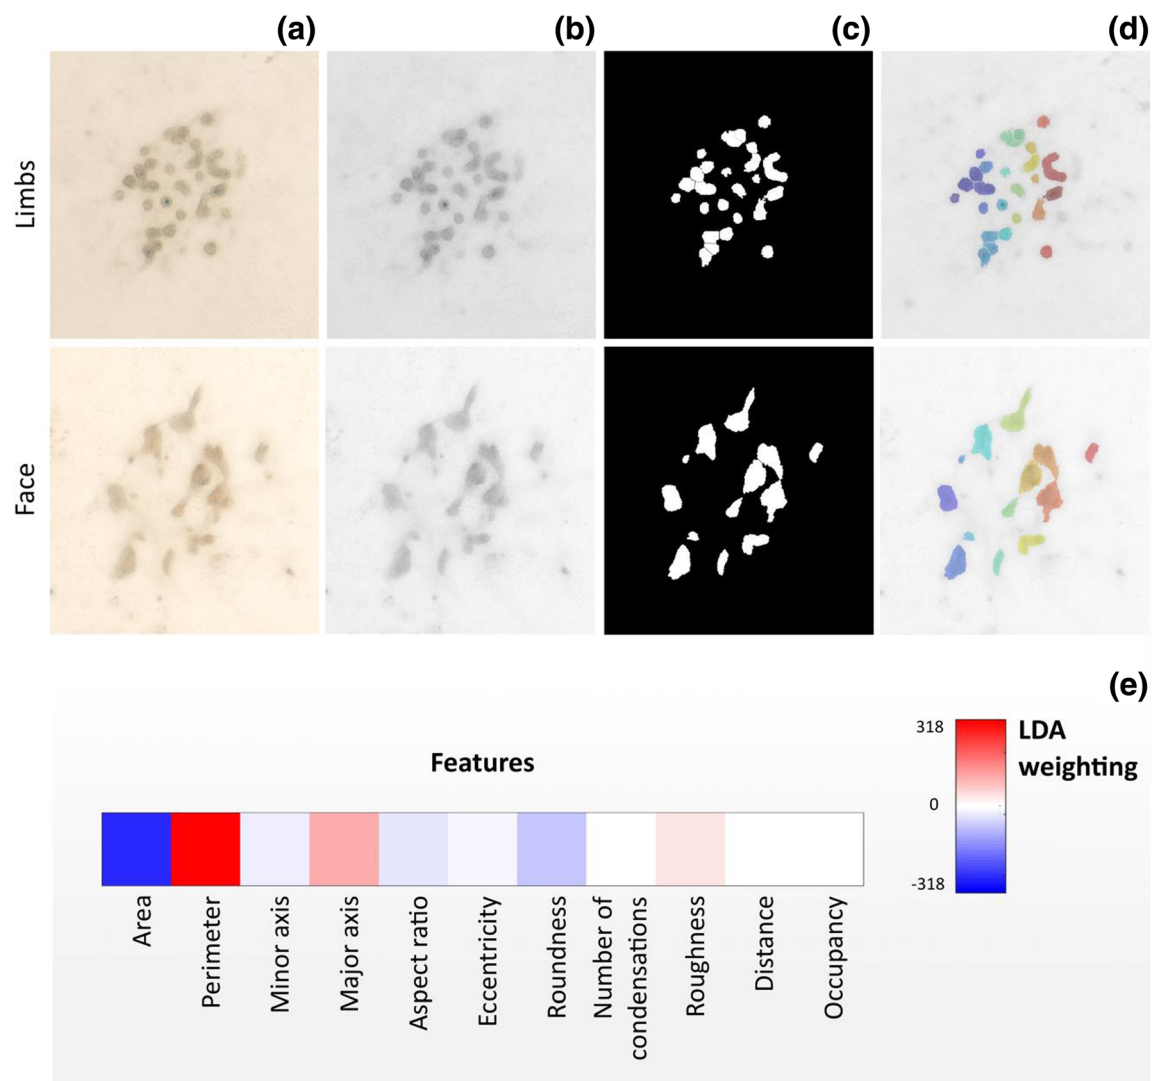 (a)
(b)
(c)
(d)
Limbs
Face
(e)
Features
318
0
-318
LDA
weighting
Area
Perimeter
Minor axis
Major axis
Aspect ratio
Eccentricity
Roundness
Number of
condensations
Roughness
Distance
Occupancy